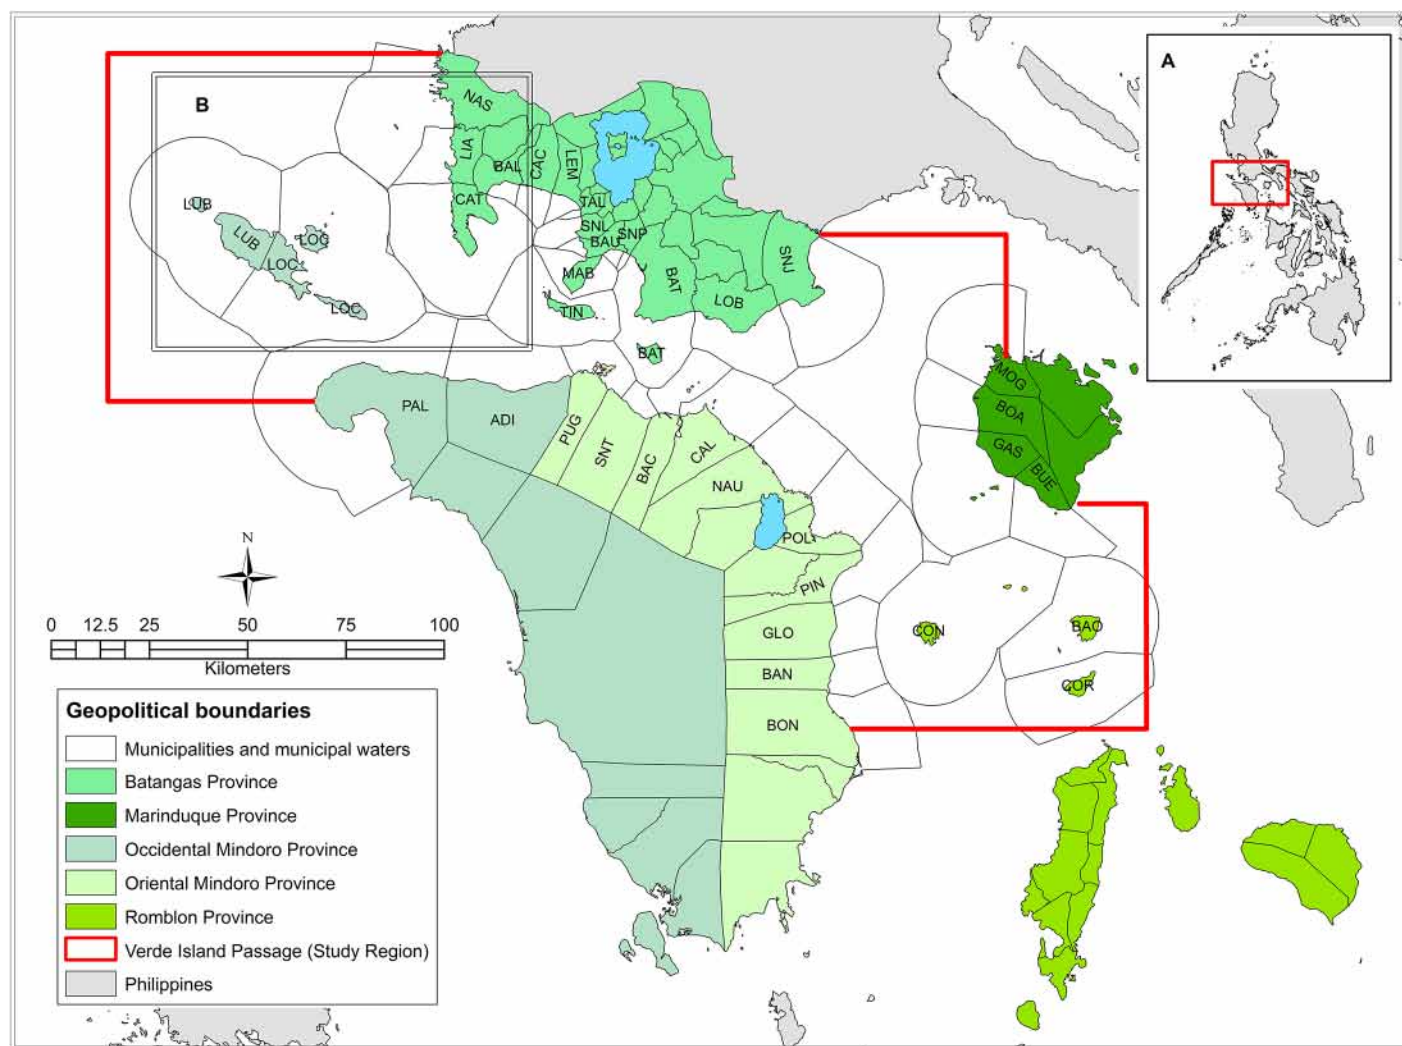 A
B
NAS
LIA
BAL
CAC
LEM
CAT
TAL
SNL
BAU
SNP
MAB
TIN
BAT
LOB
SNJ
BAT
LUB
LUB
LOC
LOC
LOC
PAL
ADI
PUG
SNT
BAC
CAL
NAU
POL
PIN
GLO
BAN
BON
MOG
BOA
GAS
BUE
CON
BAO
COR
N
0 12.5 25 50 75 100
Kilometers
Geopolitical boundaries
Municipalities and municipal waters
Batangas Province
Marinduque Province
Occidental Mindoro Province
Oriental Mindoro Province
Romblon Province
Verde Island Passage (Study Region)
Philippines